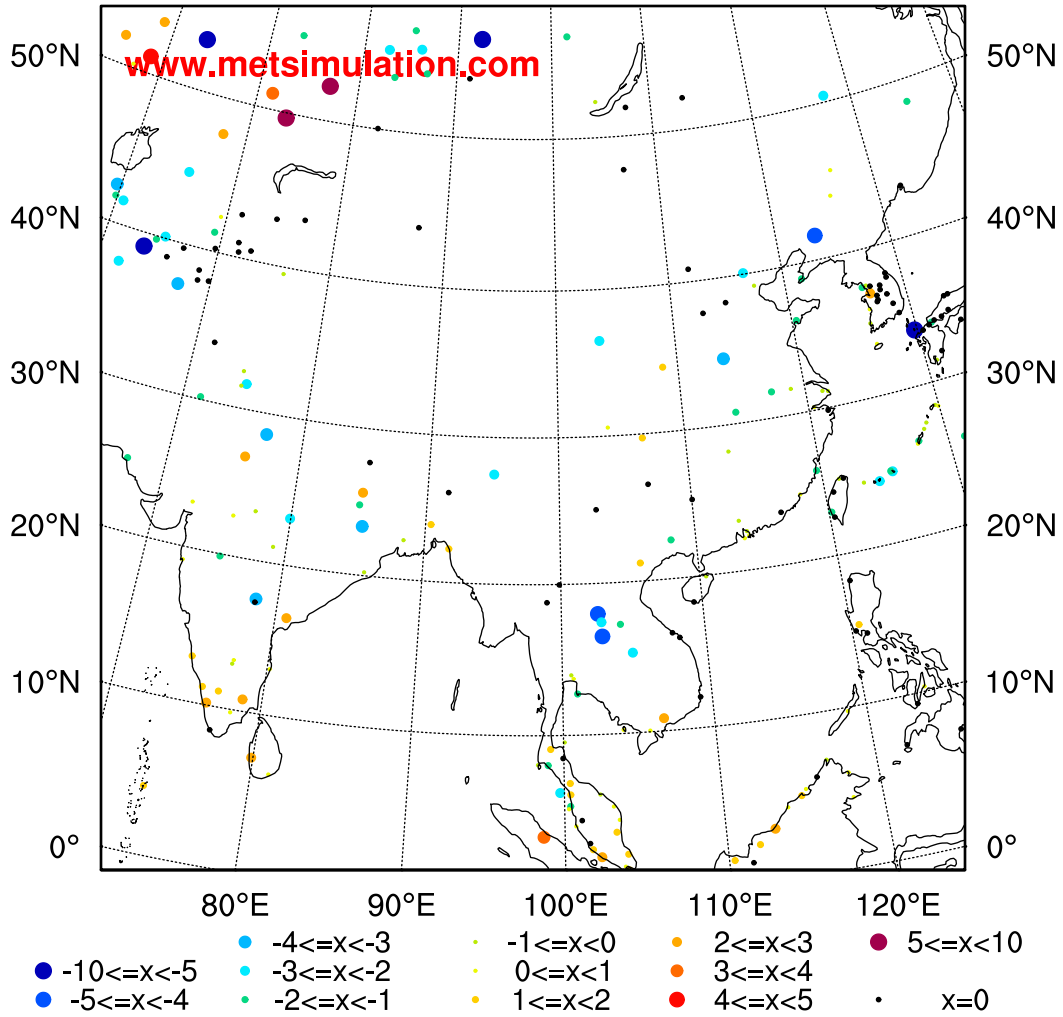 50°N 50°N
www.metsimulation.com
40°N 40°N
30°N 30°N
20°N 20°N
10°N 10°N
0° 0°
80°E 90°E 100°E 110°E 120°E
-4<=x<-3 -1<=x<0 2<=x<3 5<=x<10
-10<=x<-5 -3<=x<-2 0<=x<1 3<=x<4
-5<=x<-4 -2<=x<-1 1<=x<2 4<=x<5 x=0